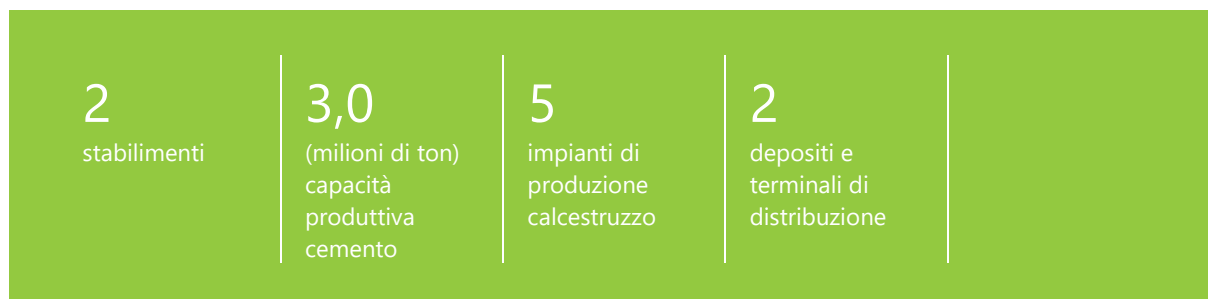 2
stabilimenti
3,0
(milioni di ton)
capacità
produttiva
cemento
5
impianti di
produzione
calcestruzzo
2
depositi e
terminali di
distribuzione